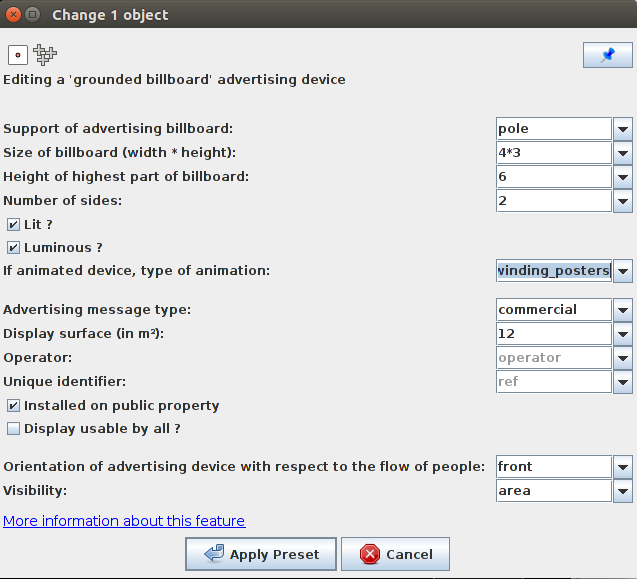 Change 1 object
Editing a 'grounded billboard' advertising device
Support of advertising billboard: pole
Size of billboard (width * height): 4*3
Height of highest part of billboard: 6
Number of sides: 2
Lit ?
Luminous ?
If animated device, type of animation: winding_posters
Advertising message type: commercial
Display surface (in m²): 12
Operator: operator
Unique identifier: ref
Installed on public property
Display usable by all ?
Orientation of advertising device with respect to the flow of people: front
Visibility: area
More information about this feature
Apply Preset Cancel